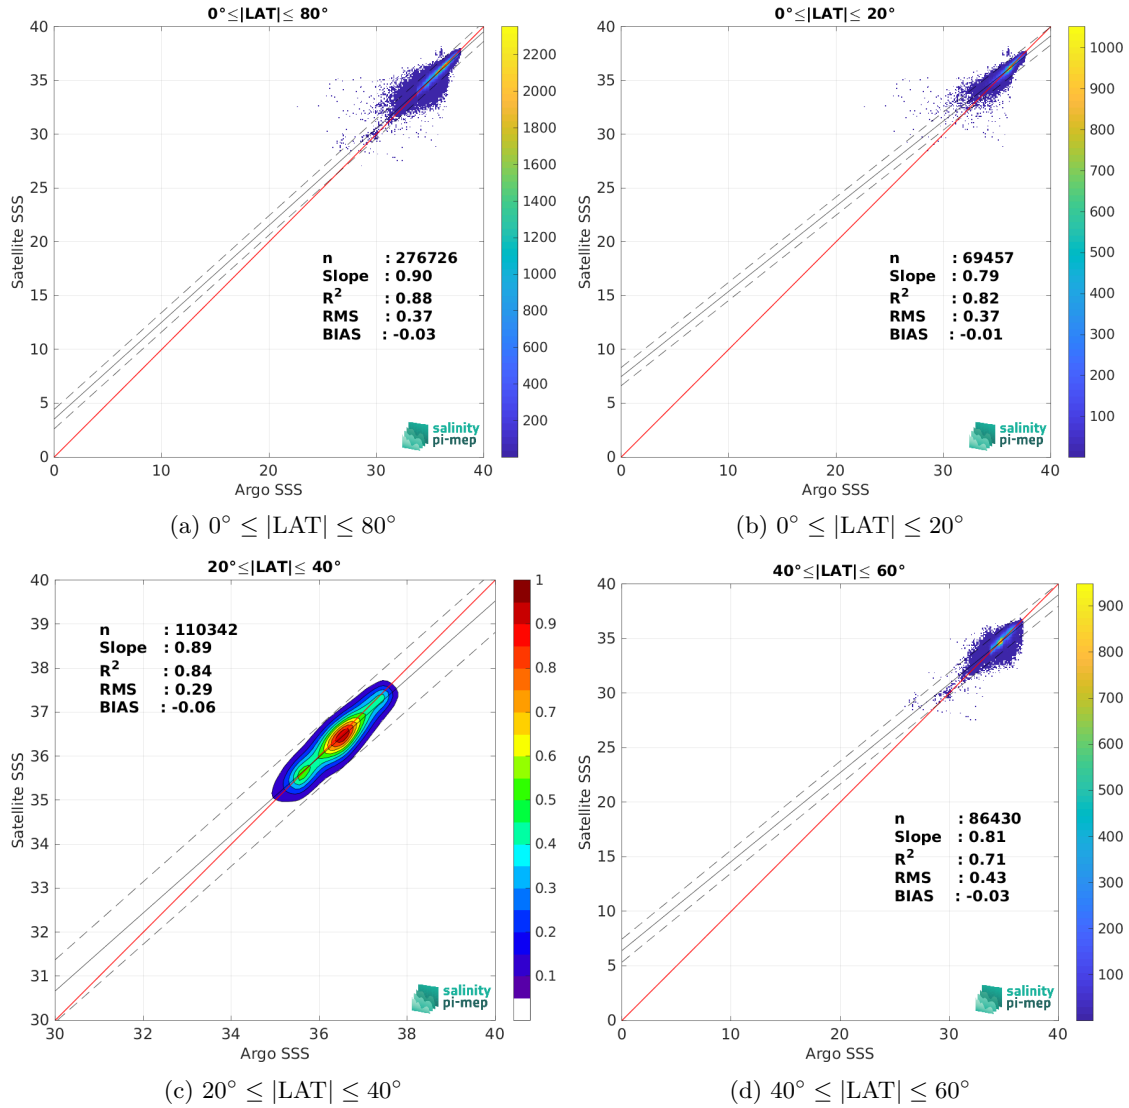 0°≤|LAT|≤ 80°
40
35
30
25
20
15
10
5
0
Satellite SSS
0
10
20
30
40
Argo SSS
n : 276726
Slope : 0.90
R² : 0.88
RMS : 0.37
BIAS : -0.03
salinity
pi-mep
2200
2000
1800
1600
1400
1200
1000
800
600
400
200
(a) 0° ≤ |LAT| ≤ 80°
0°≤|LAT|≤ 20°
40
35
30
25
20
15
10
5
0
Satellite SSS
0
10
20
30
40
Argo SSS
n : 69457
Slope : 0.79
R² : 0.82
RMS : 0.37
BIAS : -0.01
salinity
pi-mep
1000
900
800
700
600
500
400
300
200
100
(b) 0° ≤ |LAT| ≤ 20°
20°≤|LAT|≤ 40°
40
39
38
37
36
35
34
33
32
31
30
Satellite SSS
30
32
34
36
38
40
Argo SSS
n : 110342
Slope : 0.89
R² : 0.84
RMS : 0.29
BIAS : -0.06
salinity
pi-mep
1
0.9
0.8
0.7
0.6
0.5
0.4
0.3
0.2
0.1
(c) 20° ≤ |LAT| ≤ 40°
40°≤|LAT|≤ 60°
40
35
30
25
20
15
10
5
0
Satellite SSS
0
10
20
30
40
Argo SSS
n : 86430
Slope : 0.81
R² : 0.71
RMS : 0.43
BIAS : -0.03
salinity
pi-mep
900
800
700
600
500
400
300
200
100
(d) 40° ≤ |LAT| ≤ 60°